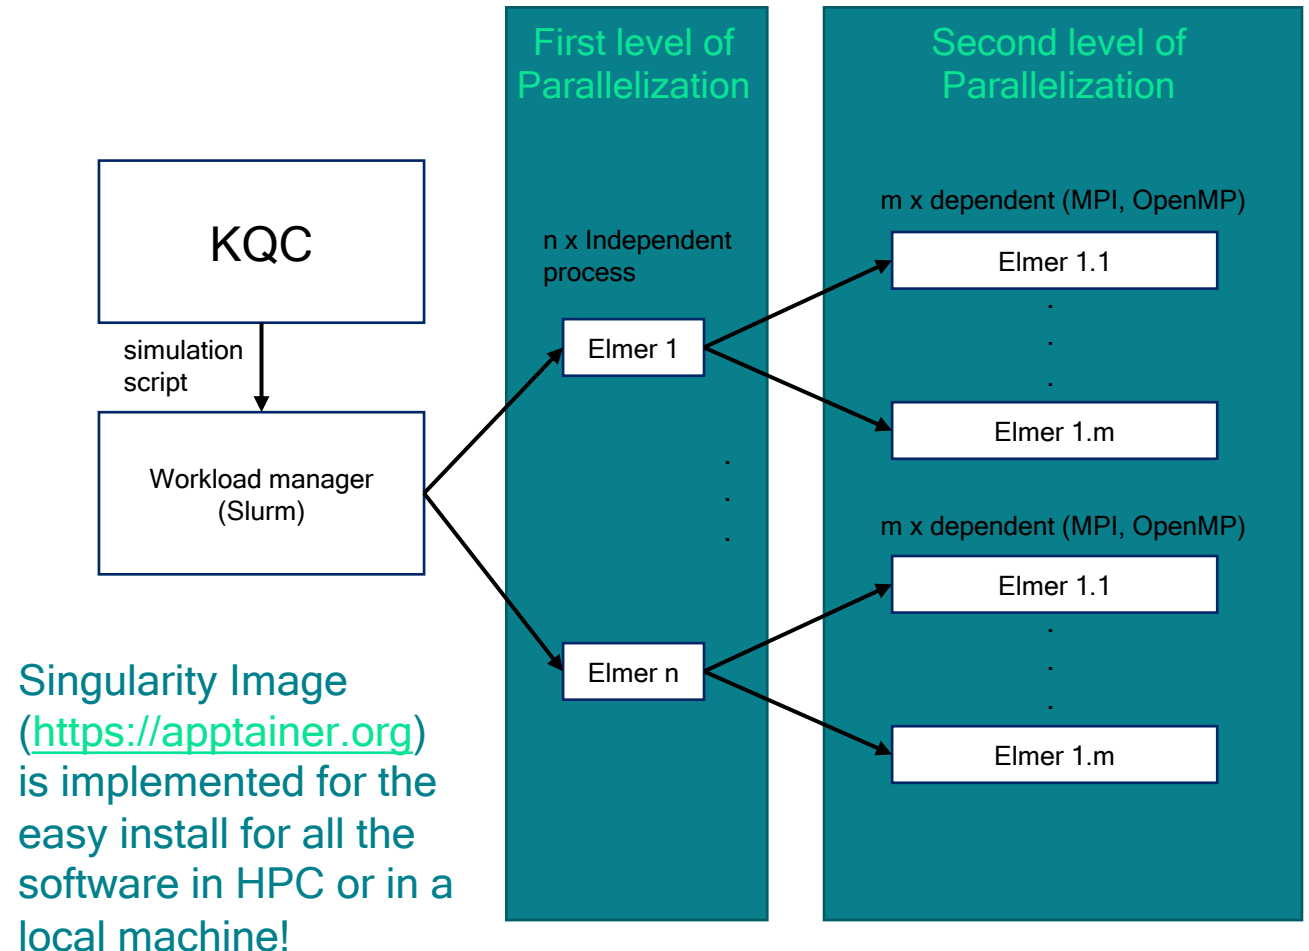 First level of
Parallelization
Second level of
Parallelization
KQC
simulation
script
Workload manager
(Slurm)
n x Independent
process
Elmer 1
.
.
.
Elmer n
m x dependent (MPI, OpenMP)
Elmer 1.1
.
.
.
Elmer 1.m
m x dependent (MPI, OpenMP)
Elmer 1.1
.
.
.
Elmer 1.m
Singularity Image
(https://apptainer.org)
is implemented for the
easy install for all the
software in HPC or in a
local machine!